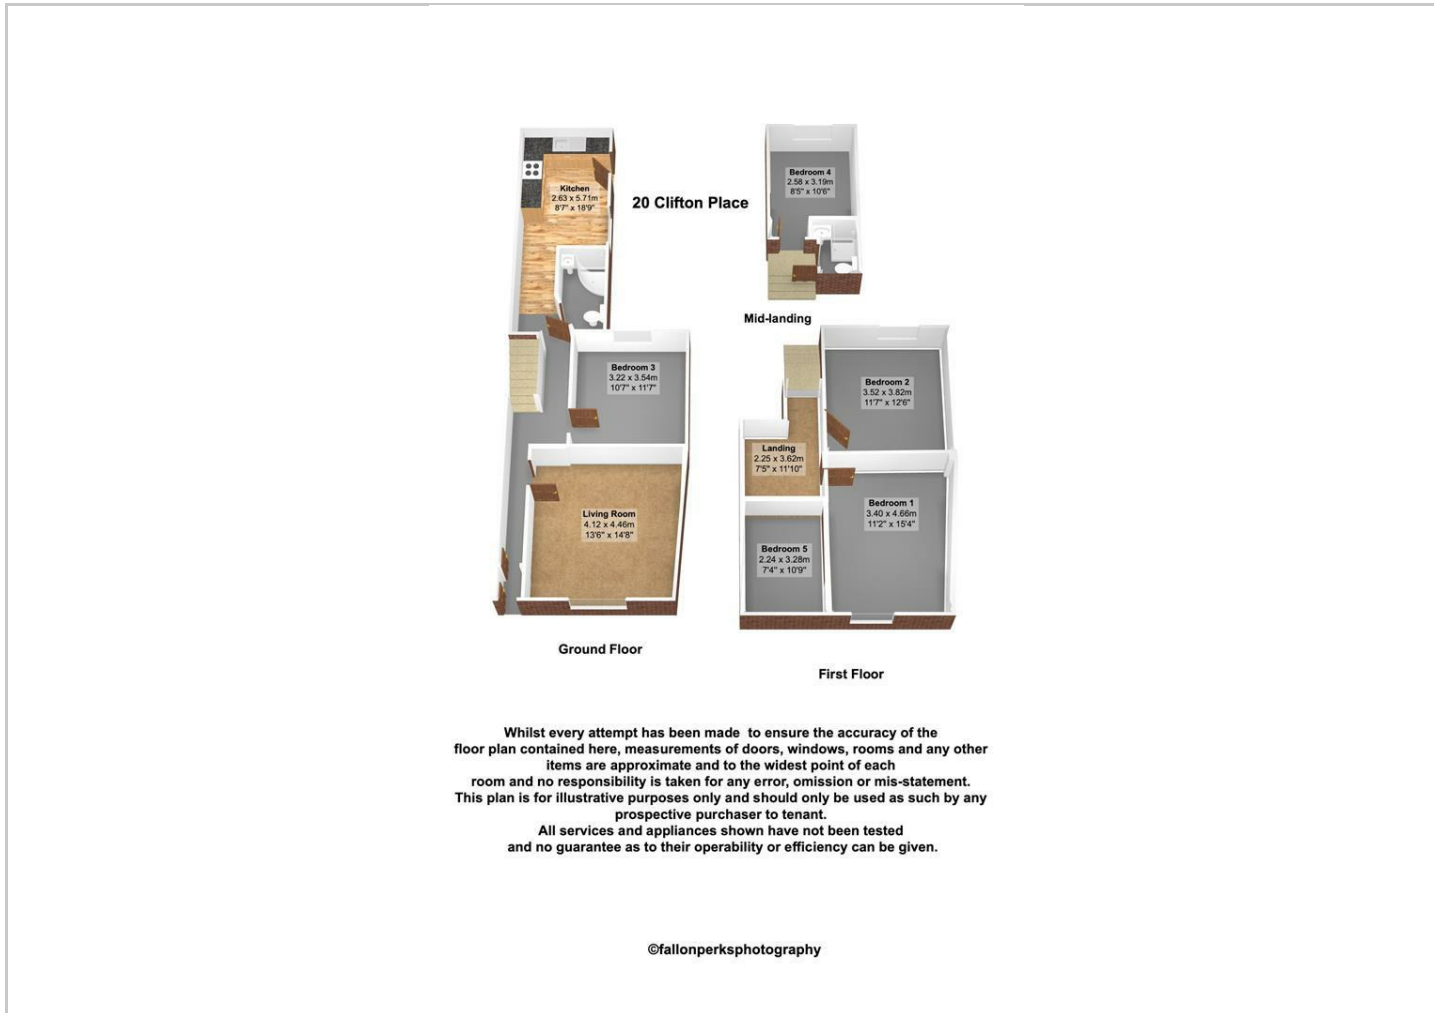 20 Clifton Place
Kitchen
2.63 x 5.71m
8'7" x 18'9"
Bedroom 3
3.22 x 3.54m
10'7" x 11'7"
Living Room
4.12 x 4.46m
13'6" x 14'8"
Ground Floor
Bedroom 4
2.58 x 3.19m
8'5" x 10'6"
Mid-landing
Bedroom 2
3.52 x 3.82m
11'7" x 12'6"
Landing
2.25 x 3.62m
7'5" x 11'10"
Bedroom 1
3.40 x 4.66m
11'2" x 15'4"
Bedroom 5
2.24 x 3.28m
7'4" x 10'9"
First Floor
Whilst every attempt has been made to ensure the accuracy of the
floor plan contained here, measurements of doors, windows, rooms and any other
items are approximate and to the widest point of each
room and no responsibility is taken for any error, omission or mis-statement.
This plan is for illustrative purposes only and should only be used as such by any
prospective purchaser to tenant.
All services and appliances shown have not been tested
and no guarantee as to their operability or efficiency can be given.
©fallonperksphotography